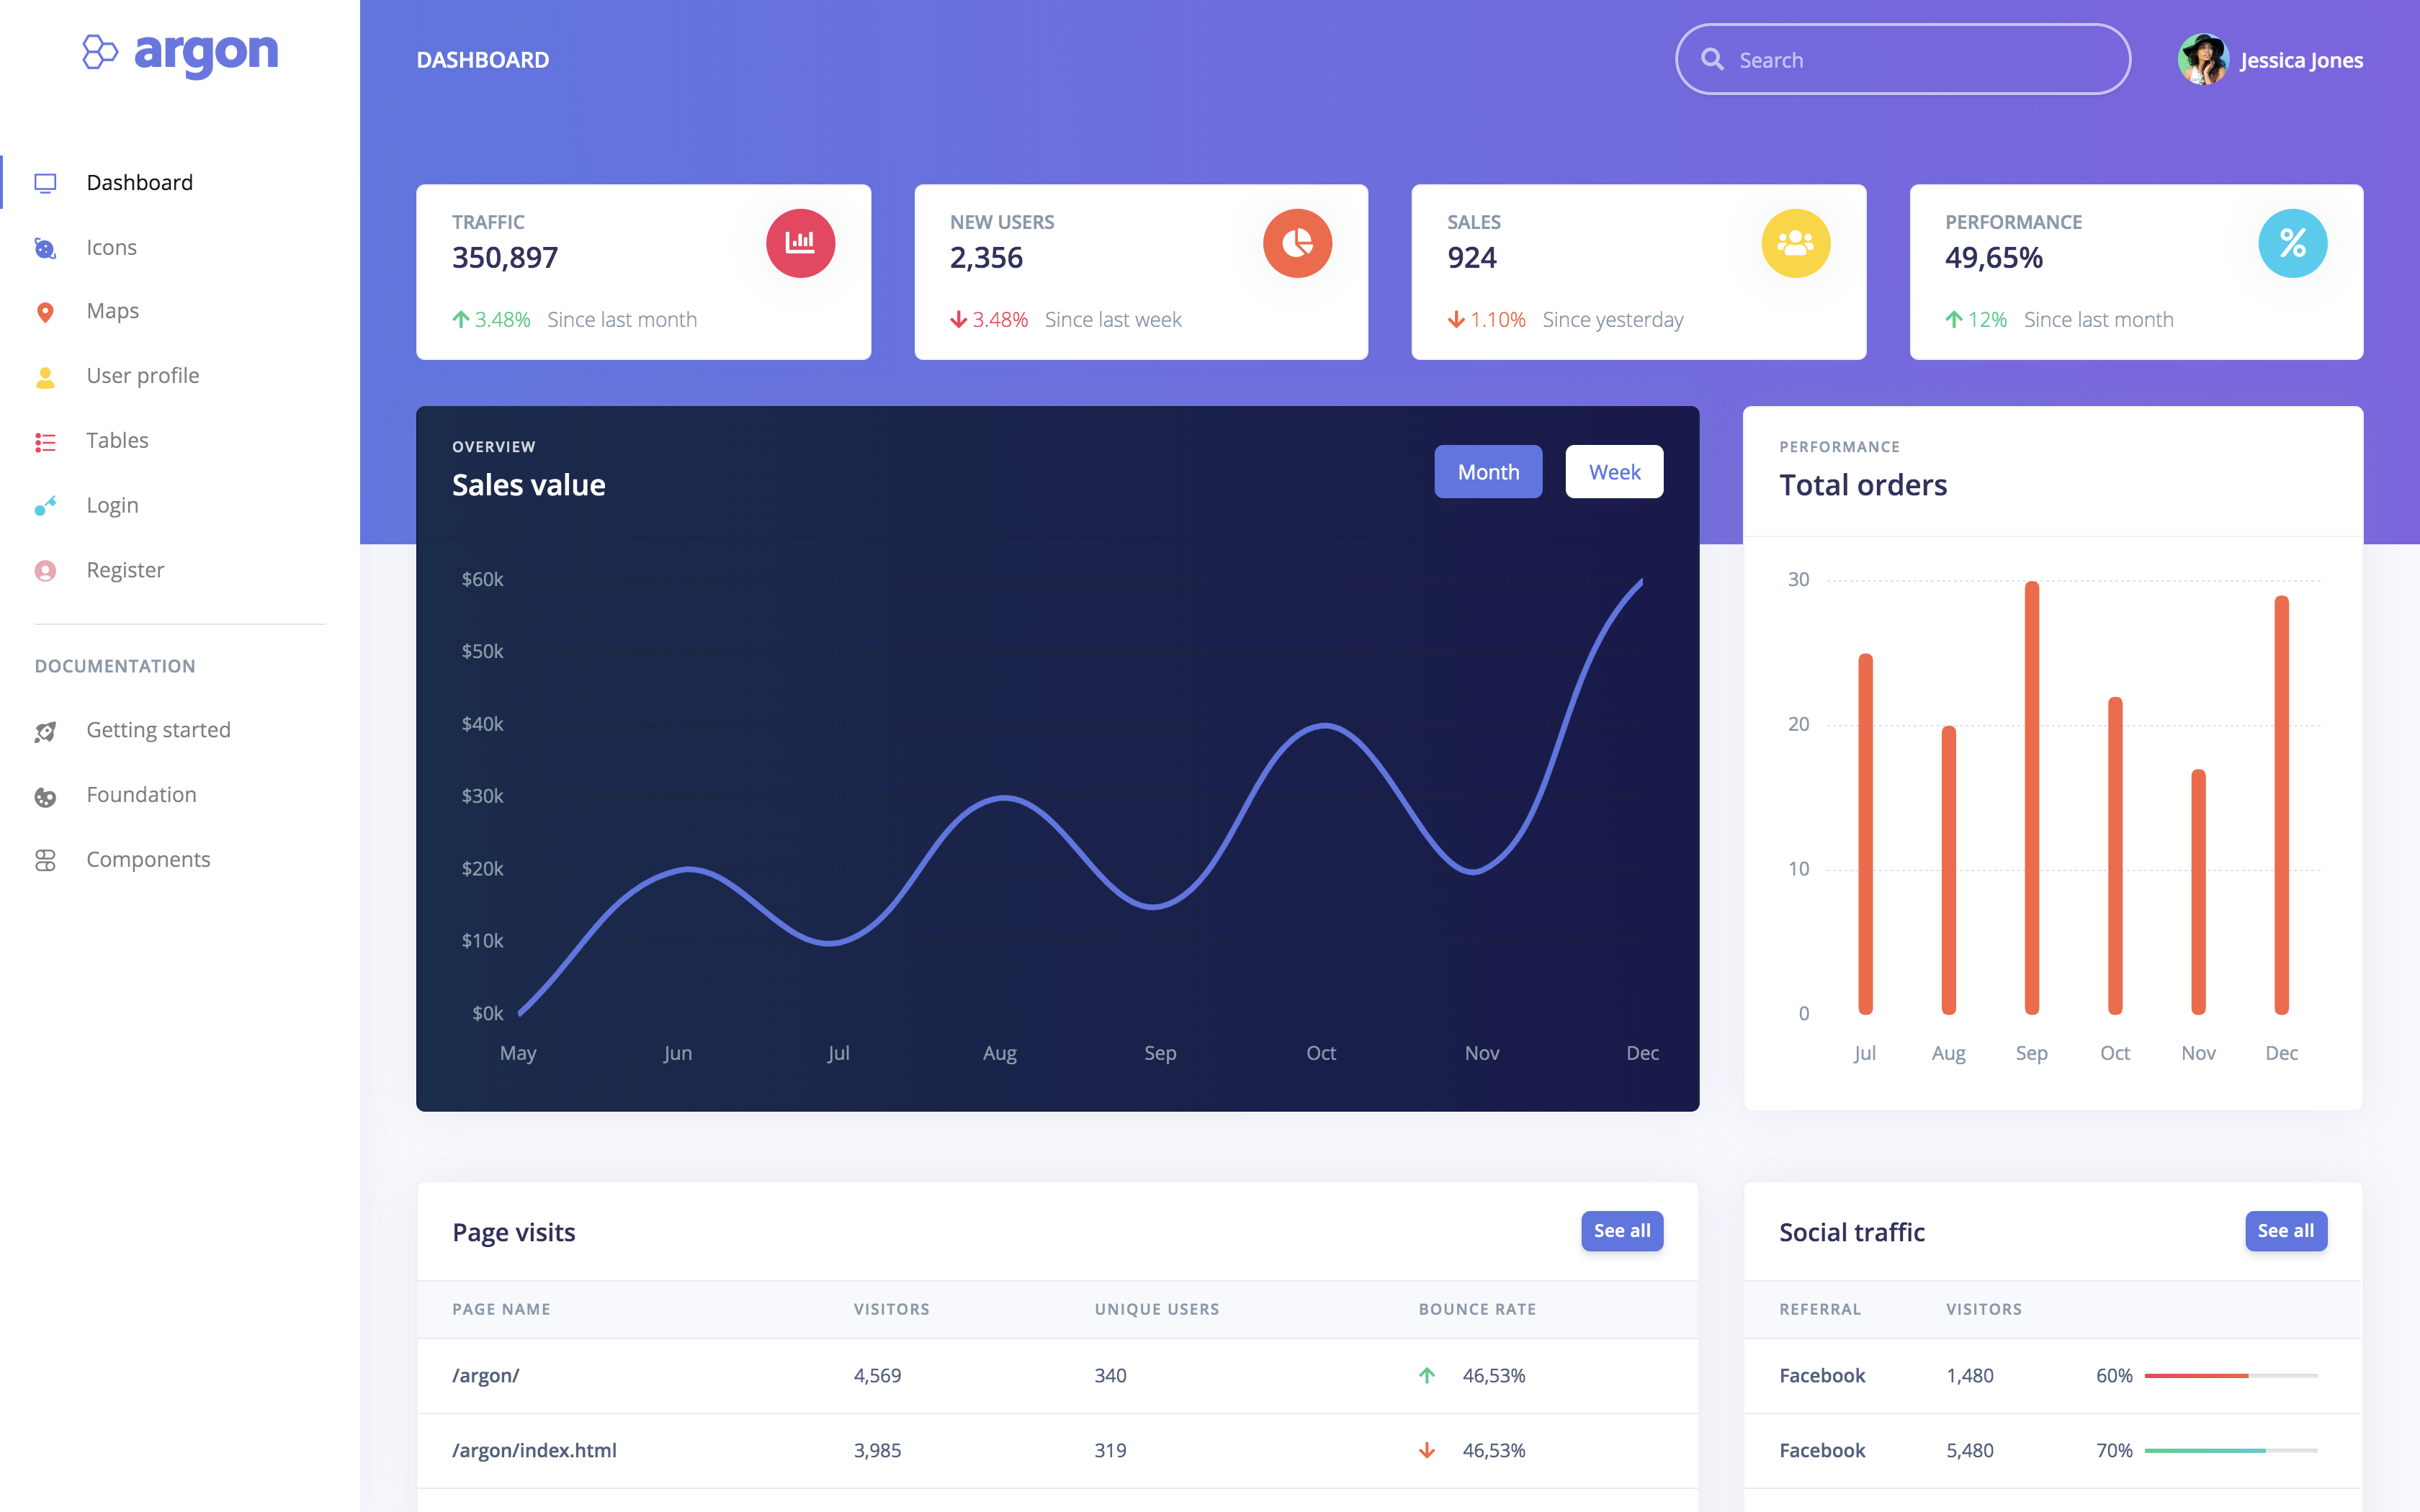 argon
Dashboard
Icons
Maps
User profile
Tables
Login
Register
DOCUMENTATION
Getting started
Foundation
Components
DASHBOARD
Search
Jessica Jones
TRAFFIC
350,897
3.48% Since last month
NEW USERS
2,356
3.48% Since last week
SALES
924
1.10% Since yesterday
PERFORMANCE
49,65%
12% Since last month
OVERVIEW
Sales value
Month Week
$60k
$50k
$40k
$30k
$20k
$10k
$0k
May Jun Jul Aug Sep Oct Nov Dec
PERFORMANCE
Total orders
30
20
10
0
Jul Aug Sep Oct Nov Dec
Page visits See all
PAGE NAME VISITORS UNIQUE USERS BOUNCE RATE
/argon/ 4,569 340 46,53%
/argon/index.html 3,985 319 46,53%
Social traffic See all
REFERRAL VISITORS
Facebook 1,480 60%
Facebook 5,480 70%